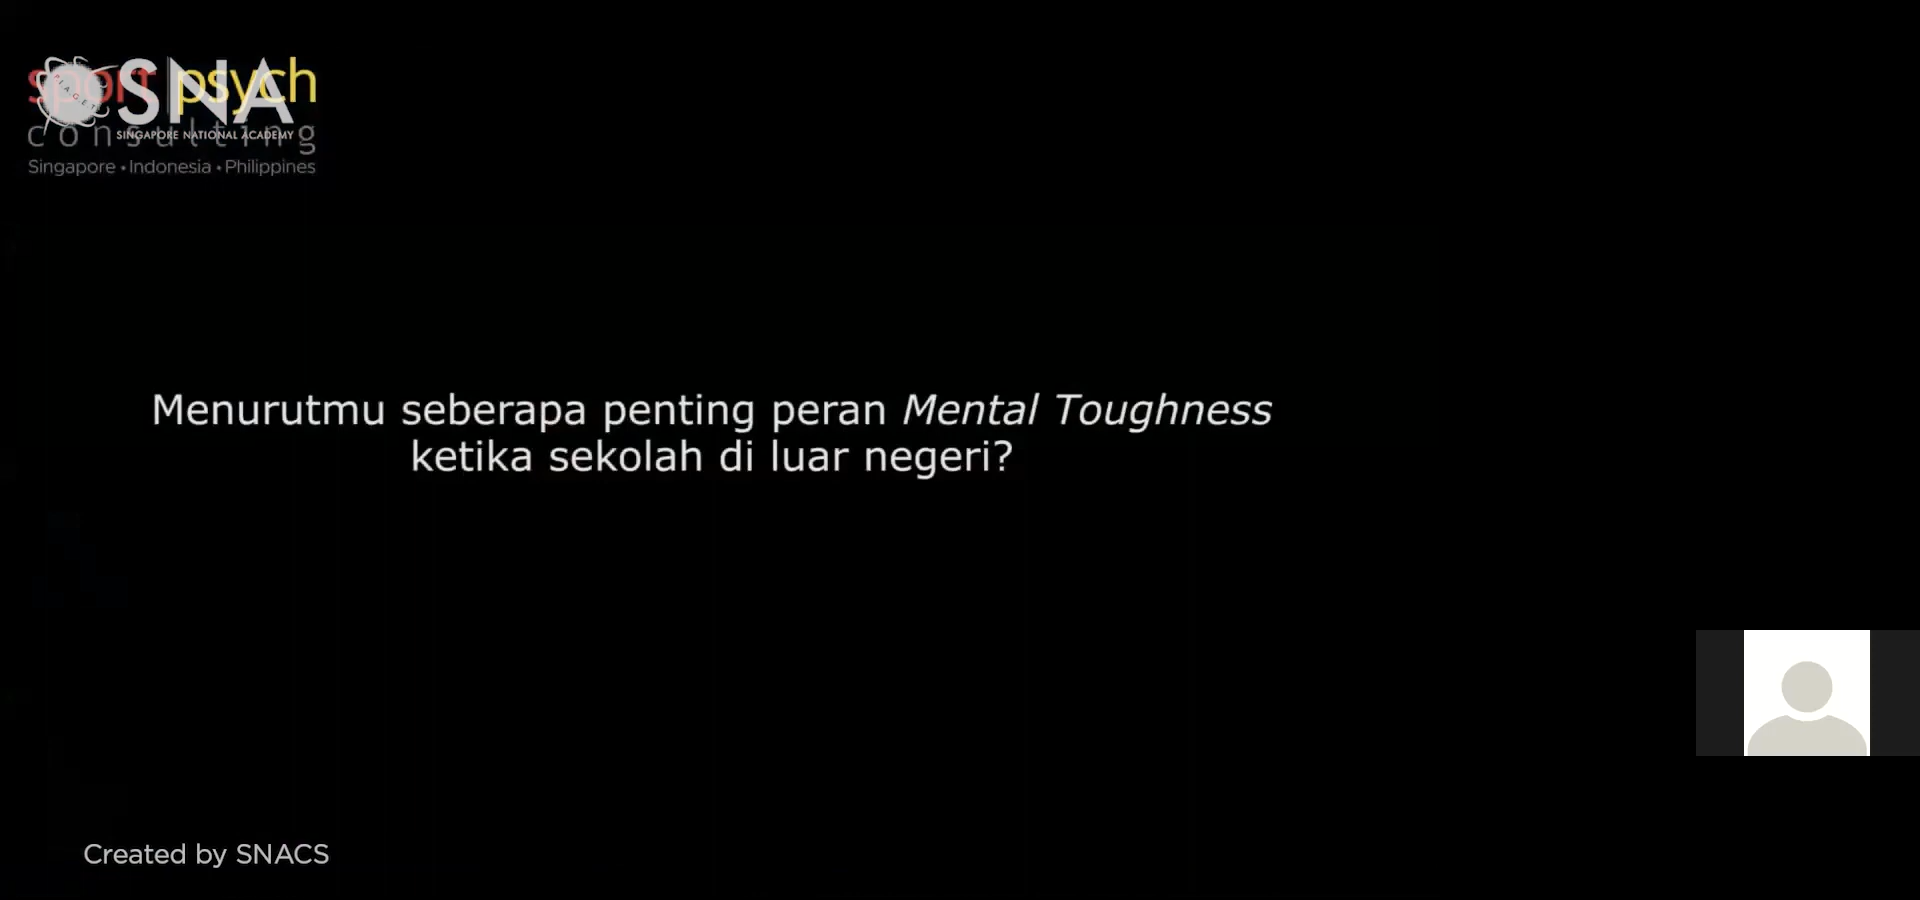 sport psych
SNA
PIAGET
consulting
SINGAPORE NATIONAL ACADEMY
Singapore • Indonesia • Philippines
Menurutmu seberapa penting peran Mental Toughness
ketika sekolah di luar negeri?
Created by SNACS